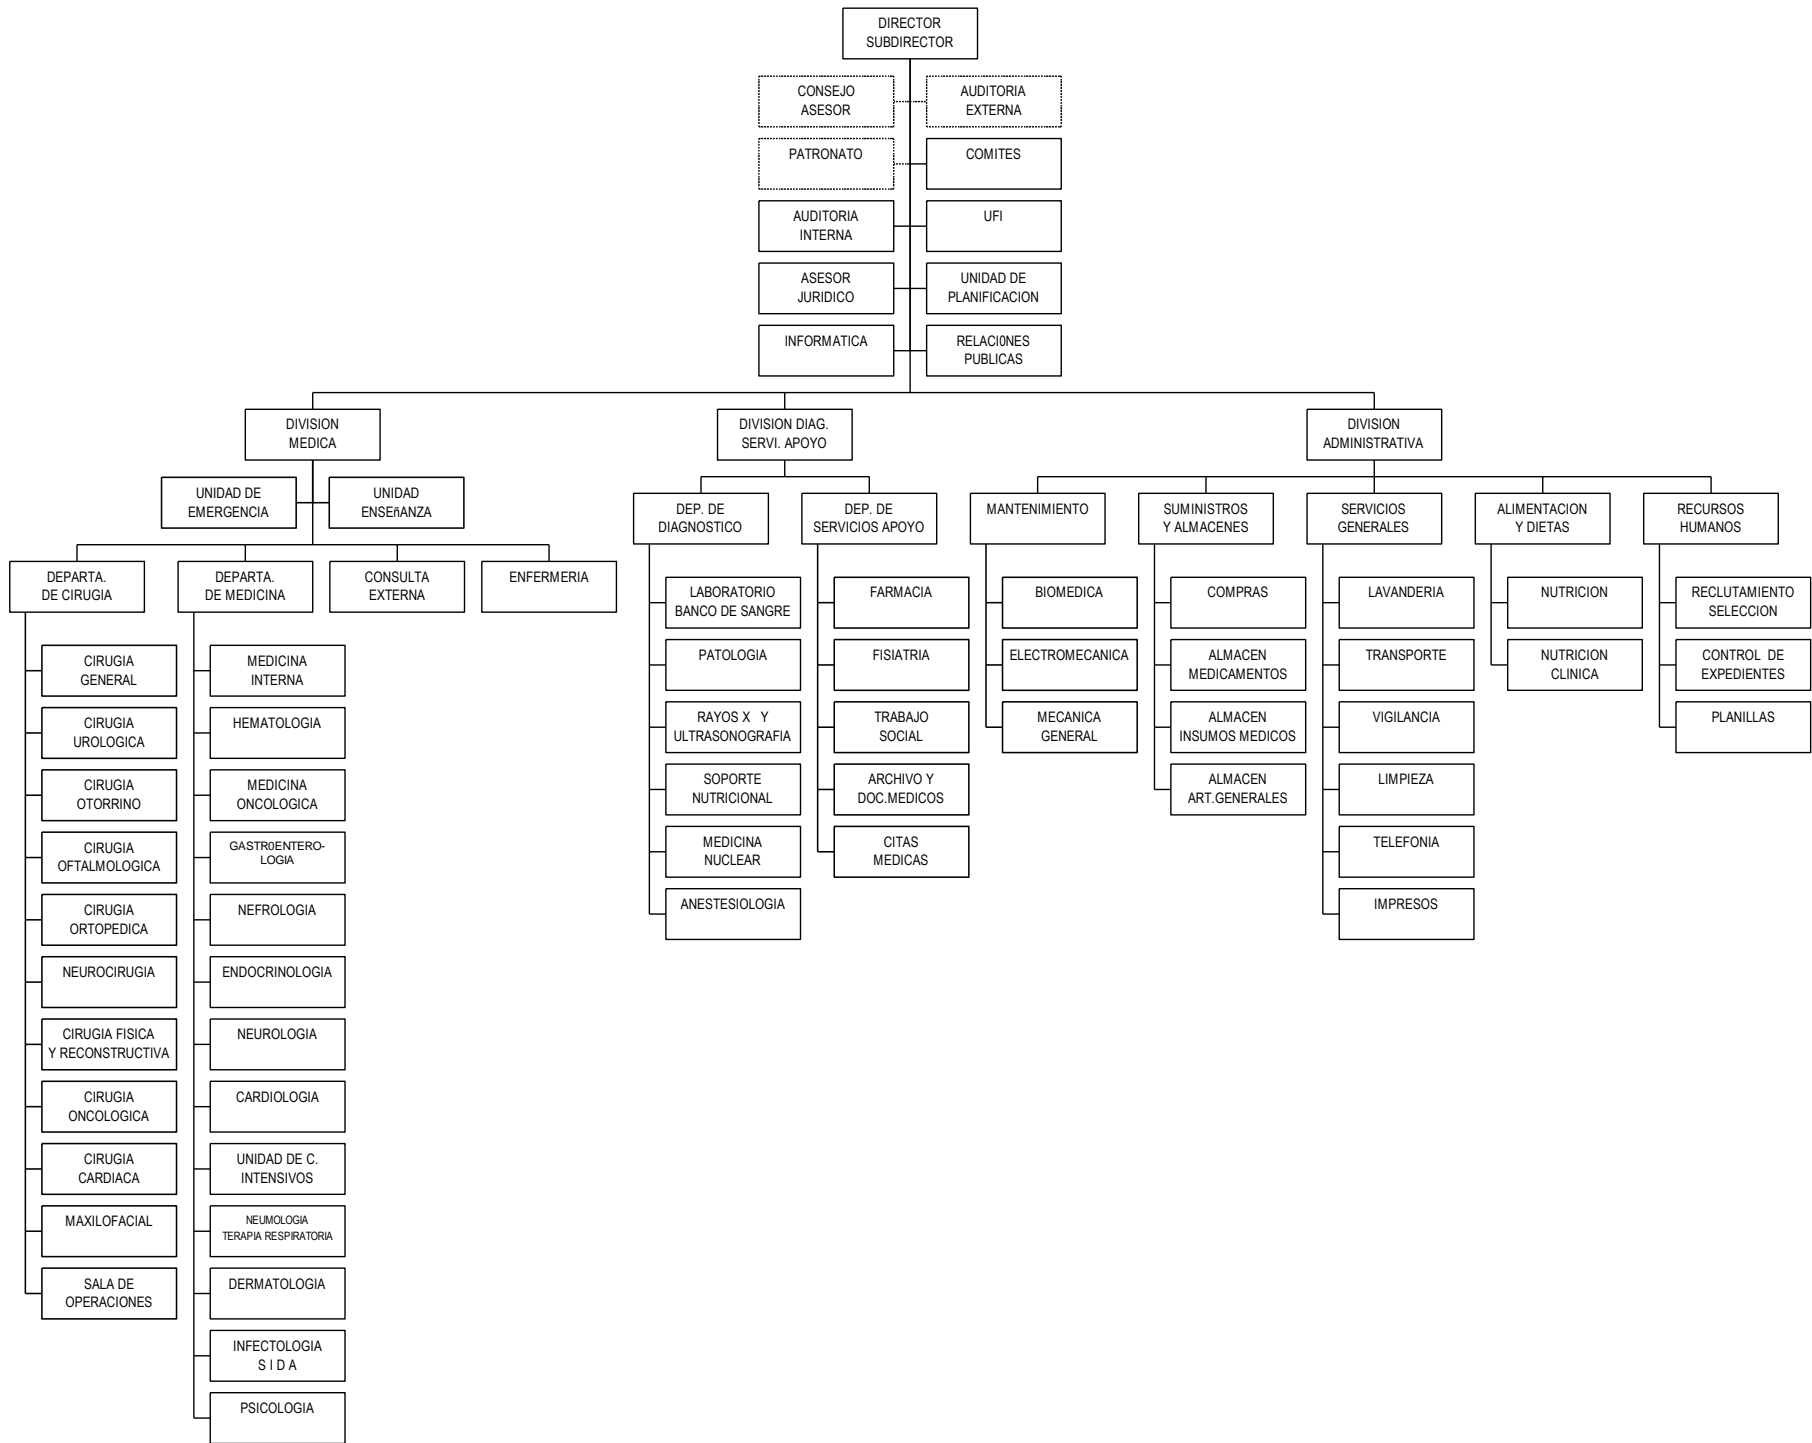 DIRECTOR
SUBDIRECTOR
CONSEJO
ASESOR
AUDITORIA
EXTERNA
PATRONATO
COMITES
AUDITORIA
INTERNA
UFI
ASESOR
JURIDICO
UNIDAD DE
PLANIFICACION
INFORMATICA
RELACI0NES
PUBLICAS
DIVISION
MEDICA
DIVISION DIAG.
SERVI. APOYO
DIVISION
ADMINISTRATIVA
UNIDAD DE
EMERGENCIA
UNIDAD
ENSEñANZA
DEPARTA.
DE CIRUGIA
DEPARTA.
DE MEDICINA
CONSULTA
EXTERNA
ENFERMERIA
CIRUGIA
GENERAL
CIRUGIA
UROLOGICA
CIRUGIA
OTORRINO
CIRUGIA
OFTALMOLOGICA
CIRUGIA
ORTOPEDICA
NEUROCIRUGIA
CIRUGIA FISICA
Y RECONSTRUCTIVA
CIRUGIA
ONCOLOGICA
CIRUGIA
CARDIACA
MAXILOFACIAL
SALA DE
OPERACIONES
MEDICINA
INTERNA
HEMATOLOGIA
MEDICINA
ONCOLOGICA
GASTR0ENTERO-
LOGIA
NEFROLOGIA
ENDOCRINOLOGIA
NEUROLOGIA
CARDIOLOGIA
UNIDAD DE C.
INTENSIVOS
NEUMOLOGIA
TERAPIA RESPIRATORIA
DERMATOLOGIA
INFECTOLOGIA
S I D A
PSICOLOGIA
DEP. DE
DIAGNOSTICO
LABORATORIO
BANCO DE SANGRE
PATOLOGIA
RAYOS X Y
ULTRASONOGRAFIA
SOPORTE
NUTRICIONAL
MEDICINA
NUCLEAR
ANESTESIOLOGIA
DEP. DE
SERVICIOS APOYO
FARMACIA
FISIATRIA
TRABAJO
SOCIAL
ARCHIVO Y
DOC.MEDICOS
CITAS
MEDICAS
MANTENIMIENTO
BIOMEDICA
ELECTROMECANICA
MECANICA
GENERAL
SUMINISTROS
Y ALMACENES
COMPRAS
ALMACEN
MEDICAMENTOS
ALMACEN
INSUMOS MEDICOS
ALMACEN
ART.GENERALES
SERVICIOS
GENERALES
LAVANDERIA
TRANSPORTE
VIGILANCIA
LIMPIEZA
TELEFONIA
IMPRESOS
ALIMENTACION
Y DIETAS
NUTRICION
NUTRICION
CLINICA
RECURSOS
HUMANOS
RECLUTAMIENTO
SELECCION
CONTROL DE
EXPEDIENTES
PLANILLAS